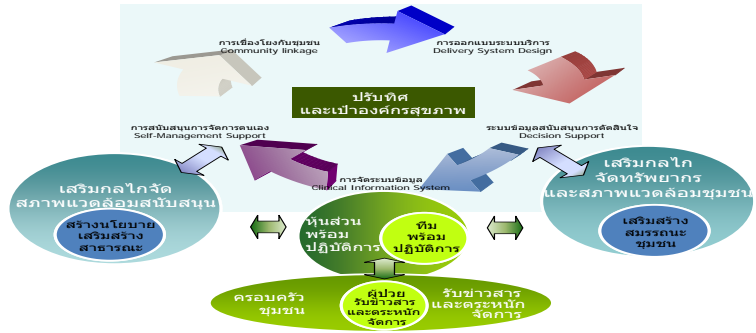 การเชื่องโยงกับชุมชน
Community linkage
การออกแบบระบบบริการ
Delivery System Design
ปรับทิศ
และเป้าองค์กรสุขภาพ
การสนับสนุนการจัดการตนเอง
Self-Management Support
ระบบข้อมูลสนับสนุนการตัดสินใจ
Decision Support
การจัดระบบข้อมูล
Clinical Information System
เสริมกลไกจัด
สภาพแวดล้อมสนับสนุน
สร้างนโยบาย
เสริมสร้าง
สาธารณะ
เสริมกลไก
จัดทรัพยากร
และสภาพแวดล้อมชุมชน
เสริมสร้าง
สมรรถนะ
ชุมชน
หุ้นส่วน
พร้อม
ปฏิบัติการ
ทีม
พร้อม
ปฏิบัติการ
ครอบครัว
ชุมชน
ผู้ป่วย
รับข่าวสาร
และตระหนัก
จัดการ
รับข่าวสาร
และตระหนัก
จัดการ